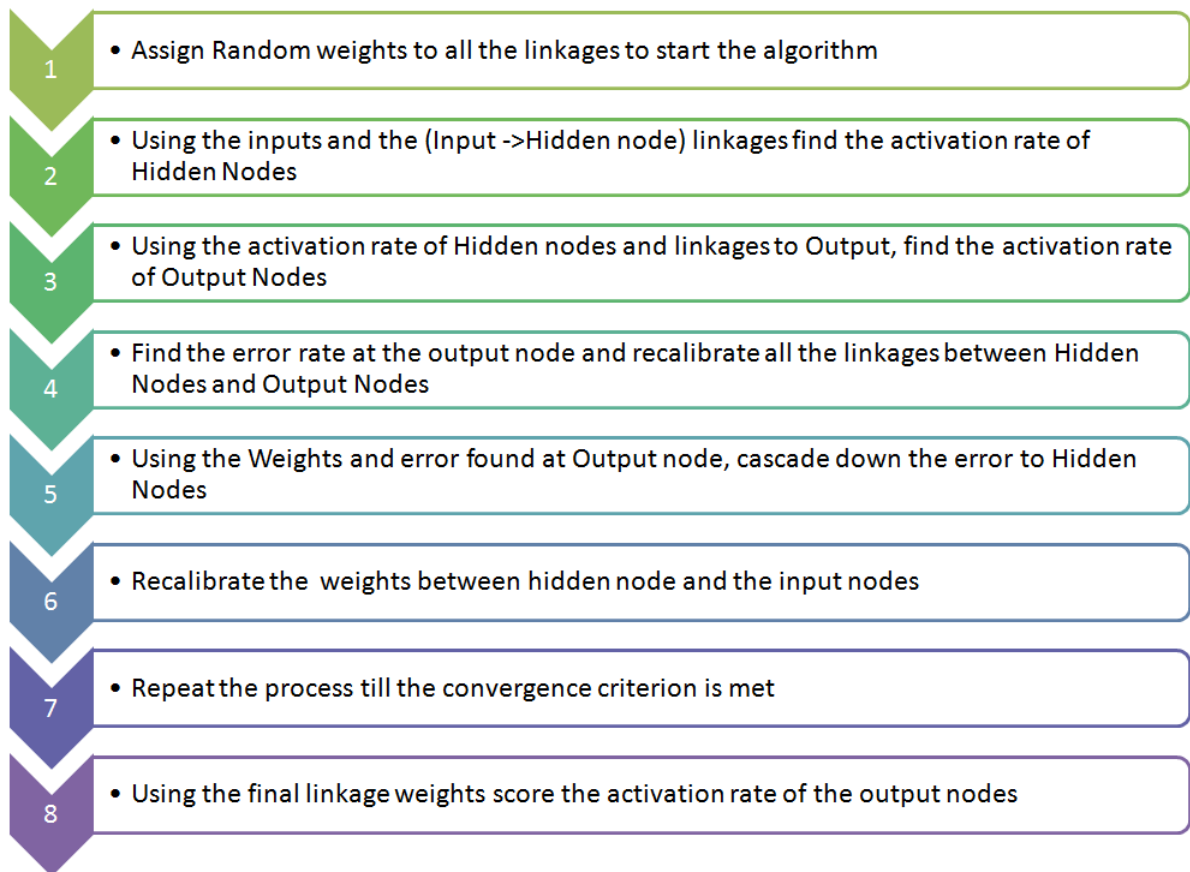 1
• Assign Random weights to all the linkages to start the algorithm
2
• Using the inputs and the (Input ->Hidden node) linkages find the activation rate of
Hidden Nodes
3
• Using the activation rate of Hidden nodes and linkages to Output, find the activation rate
of Output Nodes
4
• Find the error rate at the output node and recalibrate all the linkages between Hidden
Nodes and Output Nodes
5
• Using the Weights and error found at Output node, cascade down the error to Hidden
Nodes
6
• Recalibrate the weights between hidden node and the input nodes
7
• Repeat the process till the convergence criterion is met
8
• Using the final linkage weights score the activation rate of the output nodes